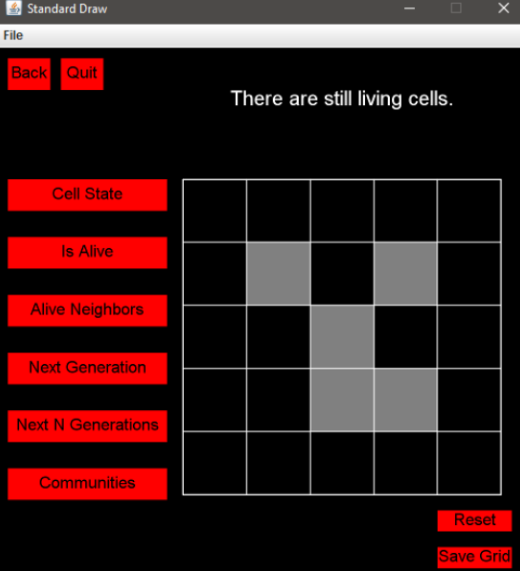 Standard Draw
File
Back Quit
There are still living cells.
Cell State
Is Alive
Alive Neighbors
Next Generation
Next N Generations
Communities
Reset
Save Grid